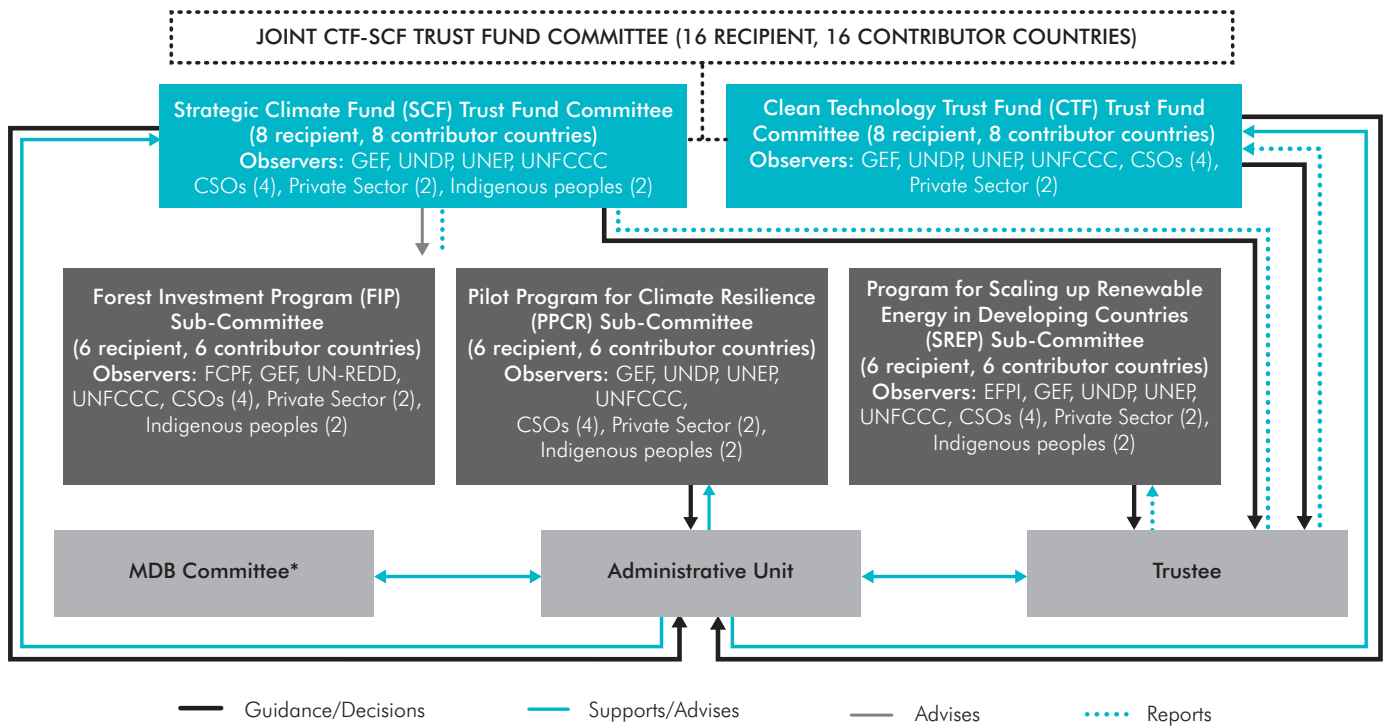 JOINT CTF-SCF TRUST FUND COMMITTEE (16 RECIPIENT, 16 CONTRIBUTOR COUNTRIES)
Strategic Climate Fund (SCF) Trust Fund Committee
(8 recipient, 8 contributor countries)
Observers: GEF, UNDP, UNEP, UNFCCC
CSOs (4), Private Sector (2), Indigenous peoples (2)
Clean Technology Trust Fund (CTF) Trust Fund
Committee (8 recipient, 8 contributor countries)
Observers: GEF, UNDP, UNEP, UNFCCC, CSOs (4),
Private Sector (2)
Forest Investment Program (FIP)
Sub-Committee
(6 recipient, 6 contributor countries)
Observers: FCPF, GEF, UN-REDD,
UNFCCC, CSOs (4), Private Sector (2),
Indigenous peoples (2)
Pilot Program for Climate Resilience
(PPCR) Sub-Committee
(6 recipient, 6 contributor countries)
Observers: GEF, UNDP, UNEP,
UNFCCC,
CSOs (4), Private Sector (2),
Indigenous peoples (2)
Program for Scaling up Renewable
Energy in Developing Countries
(SREP) Sub-Committee
(6 recipient, 6 contributor countries)
Observers: EFPI, GEF, UNDP, UNEP,
UNFCCC, CSOs (4), Private Sector (2),
Indigenous peoples (2)
MDB Committee*
Administrative Unit
Trustee
Guidance/Decisions
Supports/Advises
Advises
Reports